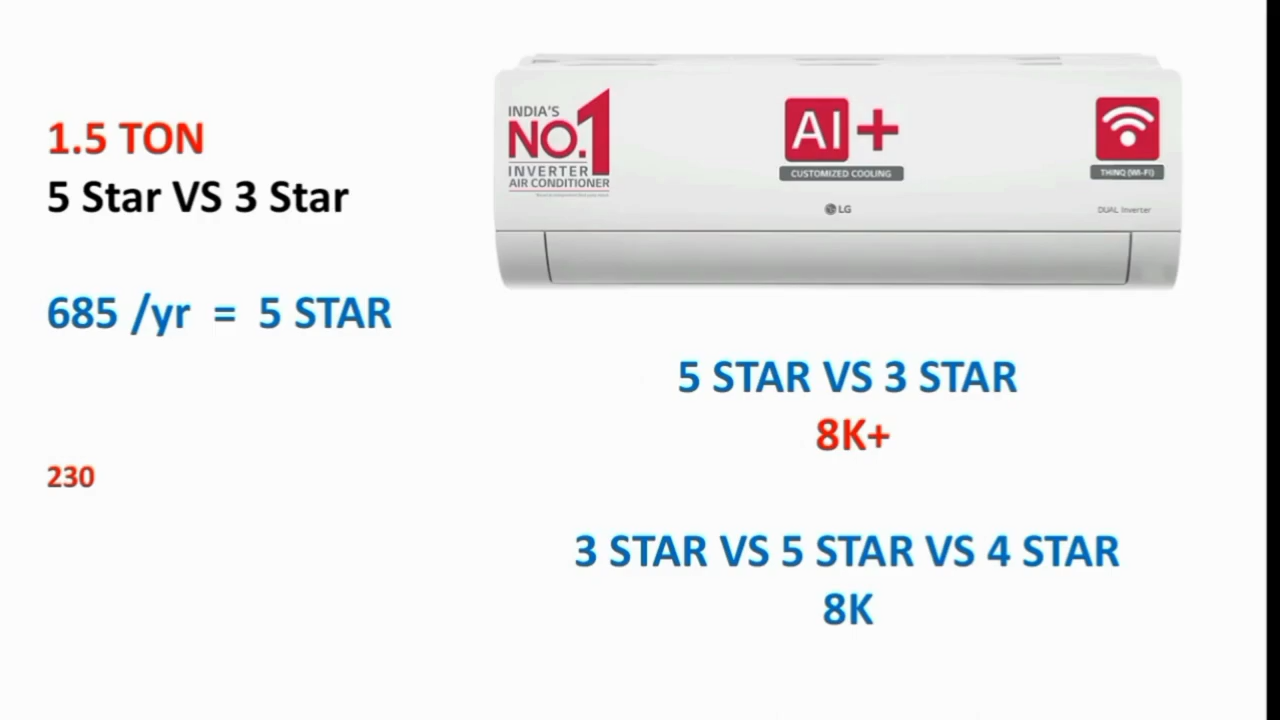 1.5 TON
5 Star VS 3 Star
685 /yr = 5 STAR
230
INDIA'S
NO.1
INVERTER
AIR CONDITIONER
AI+
CUSTOMIZED COOLING
THINQ (WI-FI)
LG
DUAL Inverter
5 STAR VS 3 STAR
8K+
3 STAR VS 5 STAR VS 4 STAR
8K